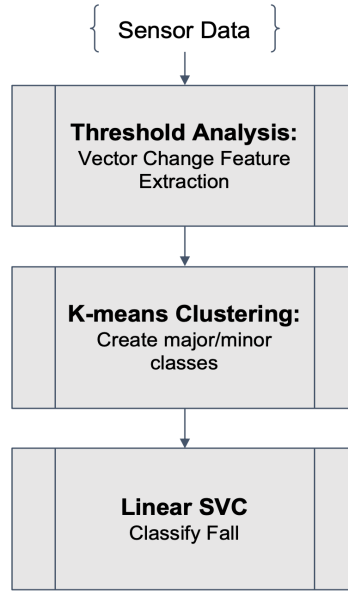 Sensor Data
Threshold Analysis:
Vector Change Feature
Extraction
K-means Clustering:
Create major/minor
classes
Linear SVC
Classify Fall